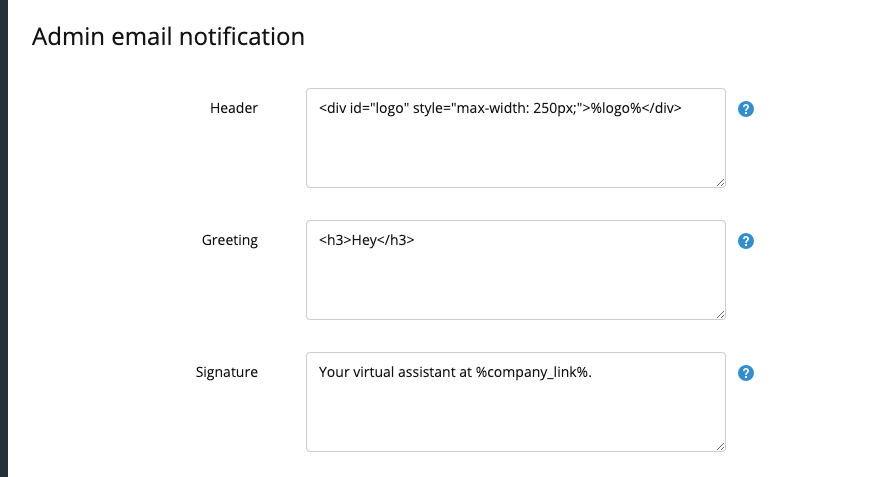 Admin email notification
Header
<div id="logo" style="max-width: 250px;">%logo%</div>
Greeting
<h3>Hey</h3>
Signature
Your virtual assistant at %company_link%.